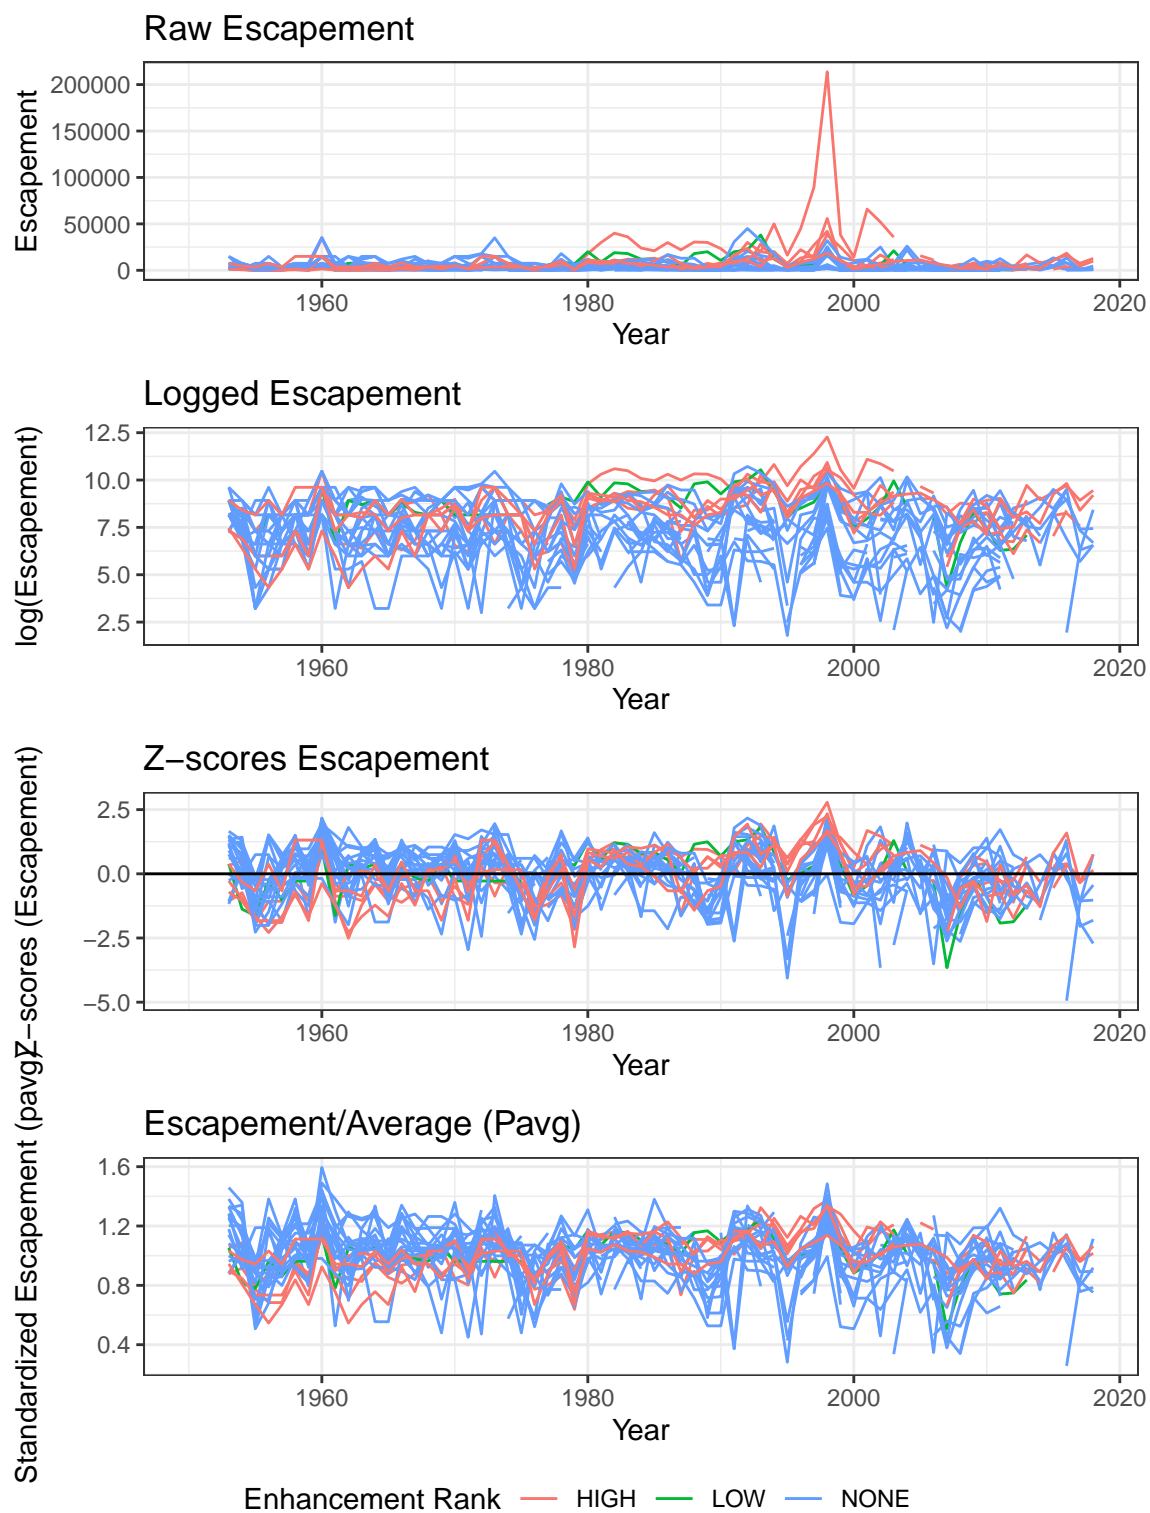 Raw Escapement
Escapement
200000
150000
100000
50000
0
1960
1980
2000
2020
Year
Logged Escapement
log(Escapement)
12.5
10.0
7.5
5.0
2.5
1960
1980
2000
2020
Year
Z−scores Escapement
Z−scores (Escapement)
2.5
0.0
−2.5
−5.0
1960
1980
2000
2020
Year
Escapement/Average (Pavg)
Standardized Escapement (pavg)
1.6
1.2
0.8
0.4
1960
1980
2000
2020
Year
Enhancement Rank HIGH LOW NONE